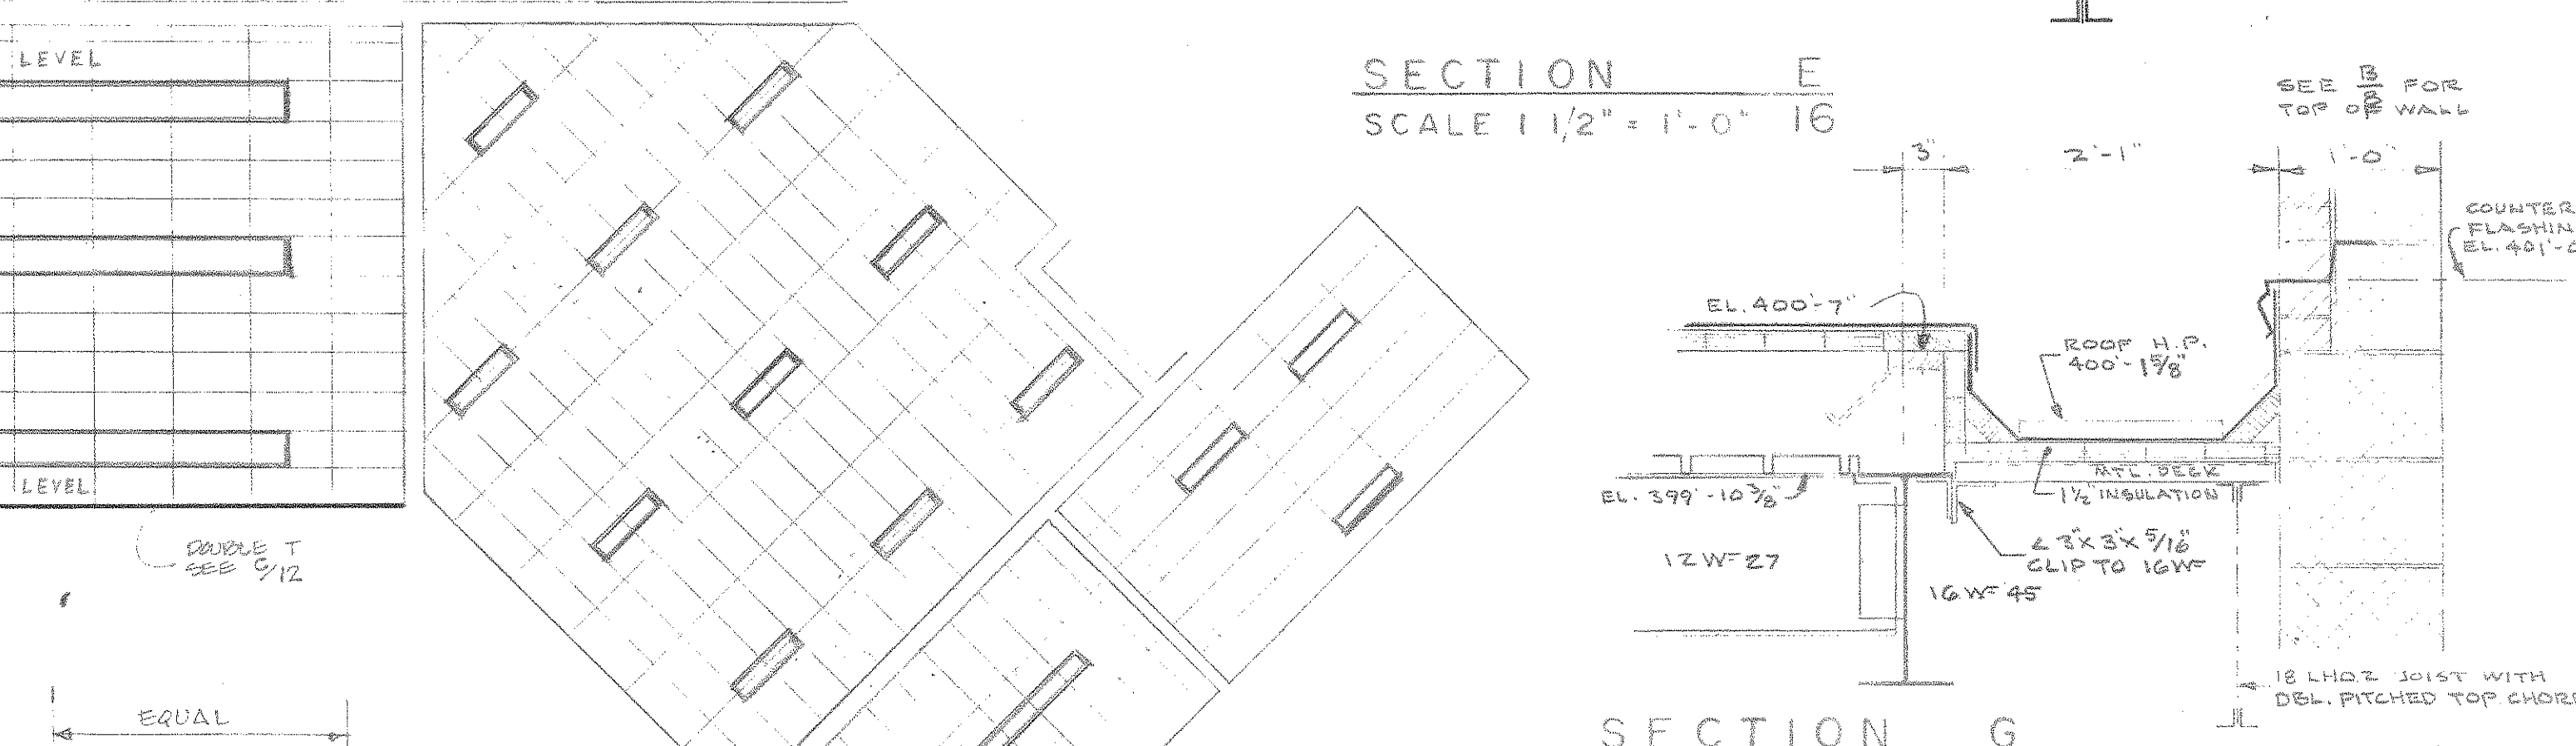 LEVEL
LEVEL
DOUBLE T
SEE C/12
EQUAL
SECTION E
SCALE 1 1/2" = 1'-0" 16
SEE B FOR
TOP OF WALL
3"
2'-1"
1'-0"
COUNTER
FLASHIN
EL. 401'-0
EL. 400'-7"
ROOF H.P.
400'-1 5/8"
MTL DECK
1 1/2" INSULATION
EL. 399'-10 3/8"
∠ 3" X 3" X 5/16"
CLIP TO 16WF
12 WF 27
16 WF 45
18 LH02 JOIST WITH
DBL. PITCHED TOP CHORD
SECTION G